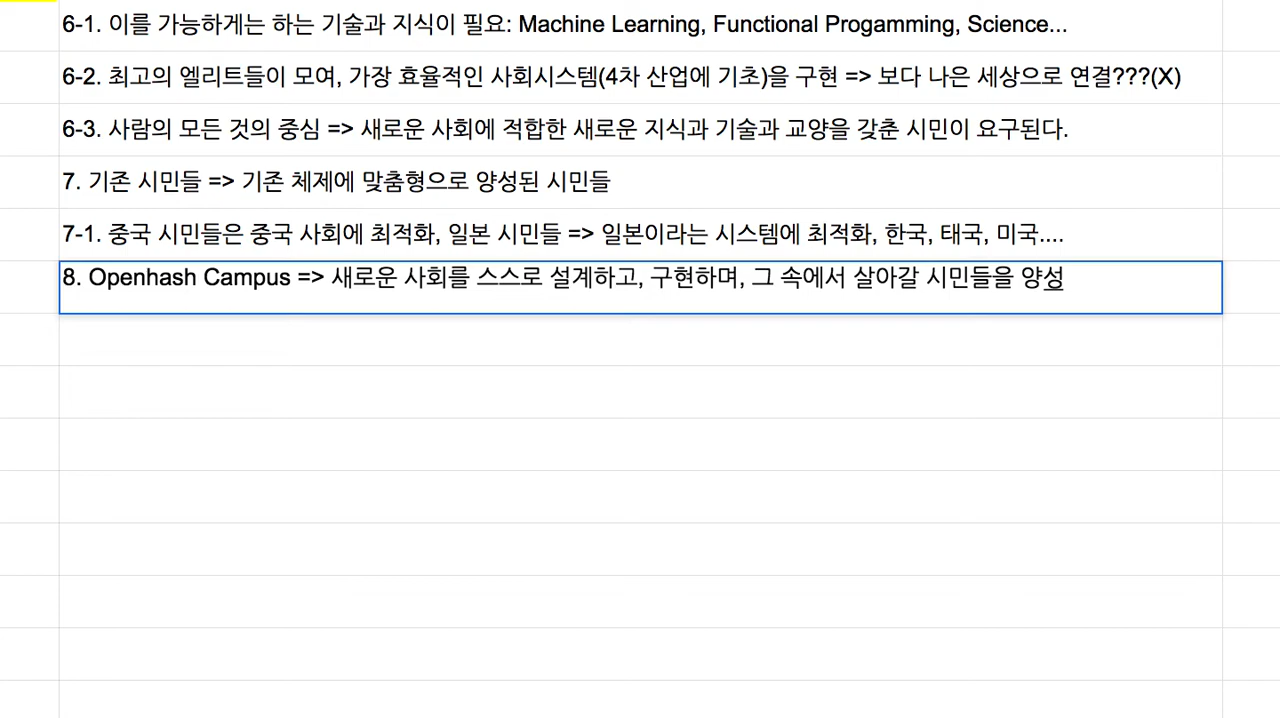 6-1. 이를 가능하게는 하는 기술과 지식이 필요: Machine Learning, Functional Progamming, Science...
6-2. 최고의 엘리트들이 모여, 가장 효율적인 사회시스템(4차 산업에 기초)을 구현 => 보다 나은 세상으로 연결???(X)
6-3. 사람의 모든 것의 중심 => 새로운 사회에 적합한 새로운 지식과 기술과 교양을 갖춘 시민이 요구된다.
7. 기존 시민들 => 기존 체제에 맞춤형으로 양성된 시민들
7-1. 중국 시민들은 중국 사회에 최적화, 일본 시민들 => 일본이라는 시스템에 최적화, 한국, 태국, 미국....
8. Openhash Campus => 새로운 사회를 스스로 설계하고, 구현하며, 그 속에서 살아갈 시민들을 양성